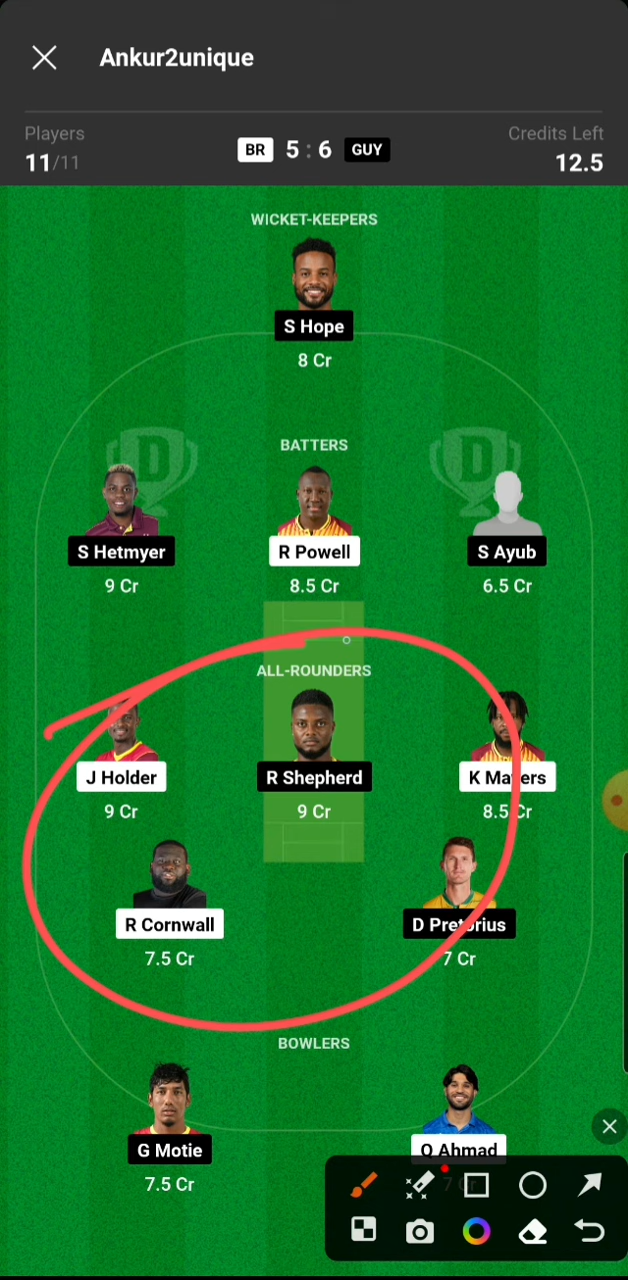 Ankur2unique
Players
Credits Left
11/11
BR 5 : 6 GUY
12.5
WICKET-KEEPERS
S Hope
8 Cr
BATTERS
D D
S Hetmyer R Powell S Ayub
9 Cr 8.5 Cr 6.5 Cr
ALL-ROUNDERS
J Holder R Shepherd K Mayers
9 Cr 9 Cr 8.5 Cr
R Cornwall D Pretorius
7.5 Cr 7 Cr
BOWLERS
G Motie Q Ahmad
7.5 Cr 7 Cr